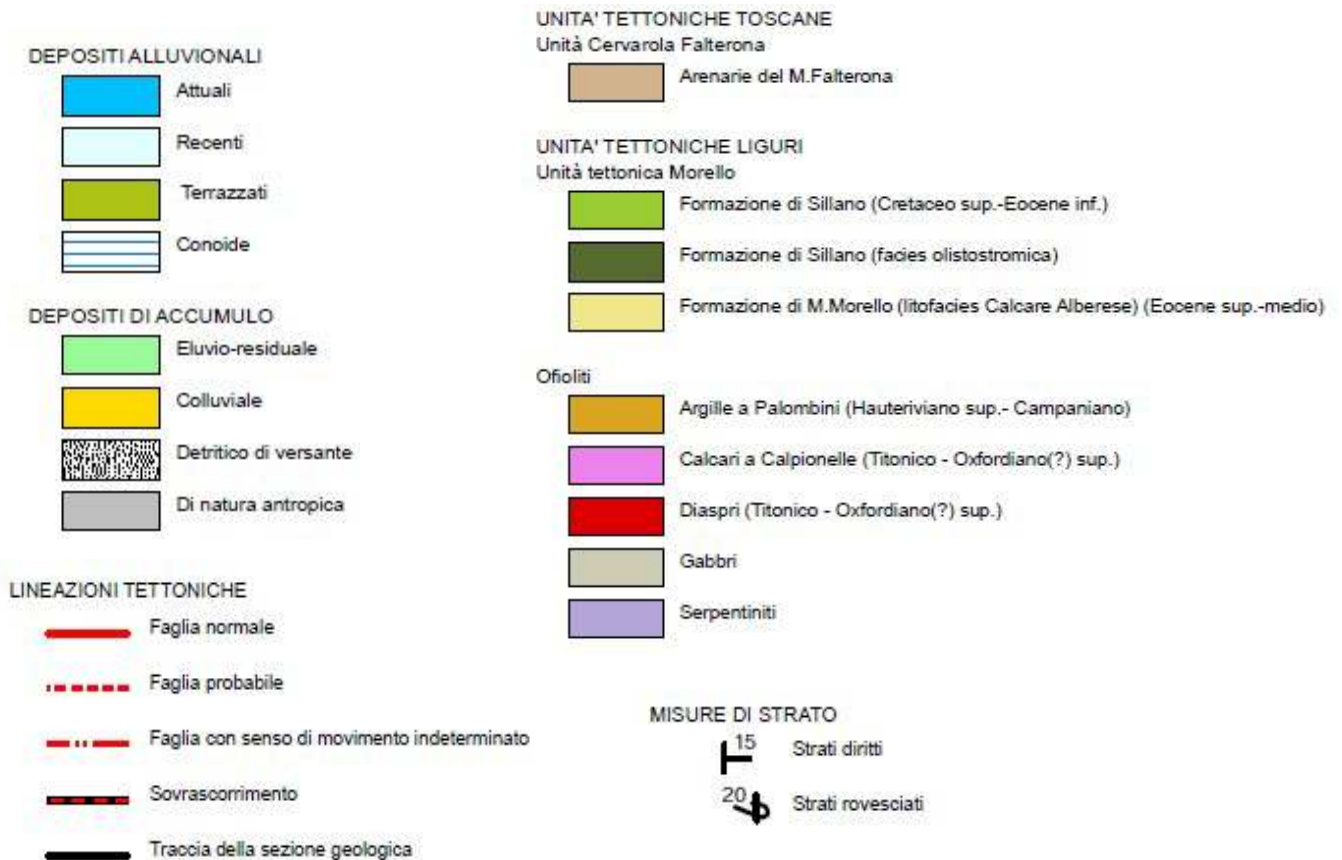 DEPOSITI ALLUVIONALI
Attuali
Recenti
Terrazzati
Conoide
DEPOSITI DI ACCUMULO
Eluvio-residuale
Colluviale
Detritico di versante
Di natura antropica
LINEAZIONI TETTONICHE
Faglia normale
Faglia probabile
Faglia con senso di movimento indeterminato
Sovrascorrimento
Traccia della sezione geologica
UNITA' TETTONICHE TOSCANE
Unità Cervarola Falterona
Arenarie del M.Falterona
UNITA' TETTONICHE LIGURI
Unità tettonica Morello
Formazione di Sillano (Cretaceo sup.-Eocene inf.)
Formazione di Sillano (facies olistostromica)
Formazione di M.Morello (litofacies Calcare Alberese) (Eocene sup.-medio)
Ofioliti
Argille a Palombini (Hauteriviano sup.- Campaniano)
Calcari a Calpionelle (Titonico - Oxfordiano(?) sup.)
Diaspri (Titonico - Oxfordiano(?) sup.)
Gabbri
Serpentiniti
MISURE DI STRATO
15 Strati diritti
20 Strati rovesciati